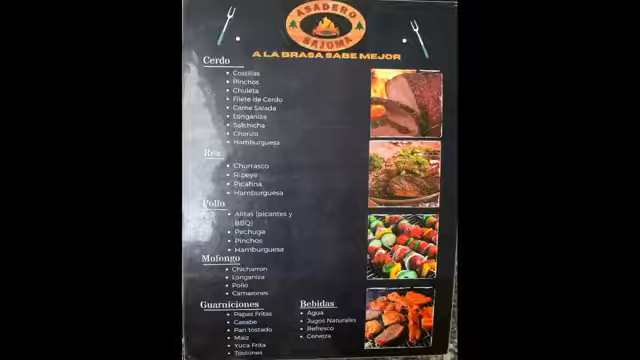 ASADERO
BAJOMA
A LA BRASA SABE MEJOR
Cerdo
Costillas
Pinchos
Chuleta
Filete de Cerdo
Carne Salada
Longaniza
Salchicha
Chorizo
Hamburguesa
Res
Churrasco
Ribeye
Picaña
Hamburguesa
Pollo
Alitas (picantes y
BBQ)
Pechuga
Pinchos
Hamburguesa
Mofongo
Chicharron
Longaniza
Pollo
Camarones
Guarniciones
Papas Fritas
Casabe
Pan tostado
Maiz
Yuca Frita
Tostones
Bebidas
Agua
Jugos Naturales
Refresco
Cerveza